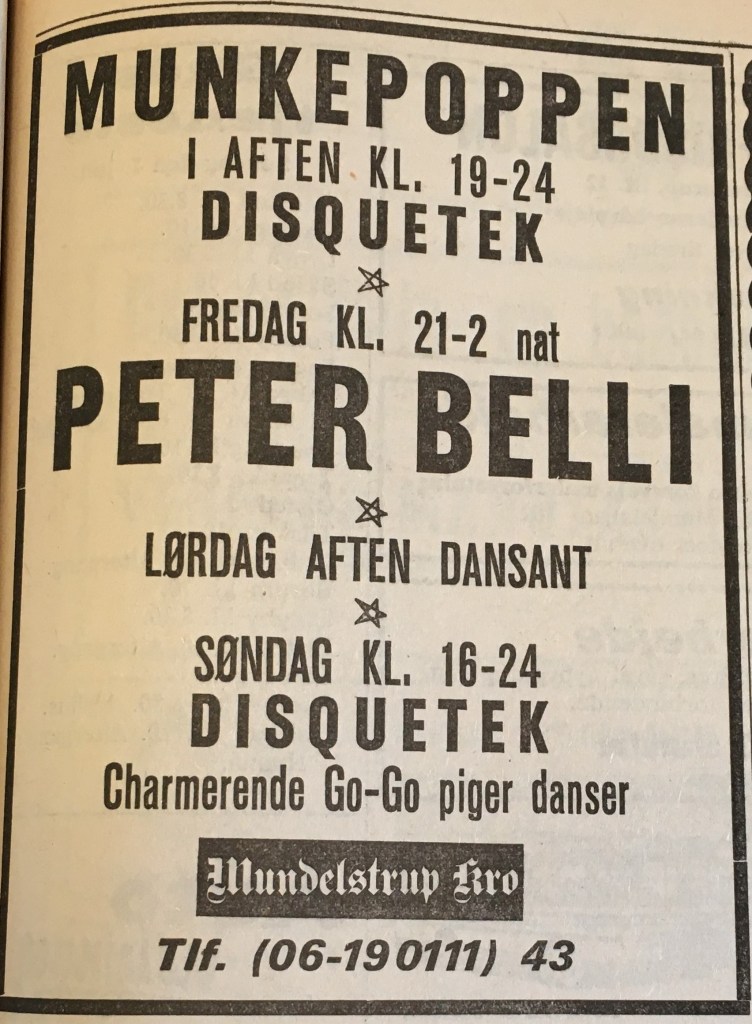 MUNKEPOPPEN
I AFTEN KL. 19-24
DISQUETEK
FREDAG KL. 21-2 nat
PETER BELLI
LØRDAG AFTEN DANSANT
SØNDAG KL. 16-24
DISQUETEK
Charmerende Go-Go piger danser
Mundelstrup Kro
Tlf. (06-190111) 43